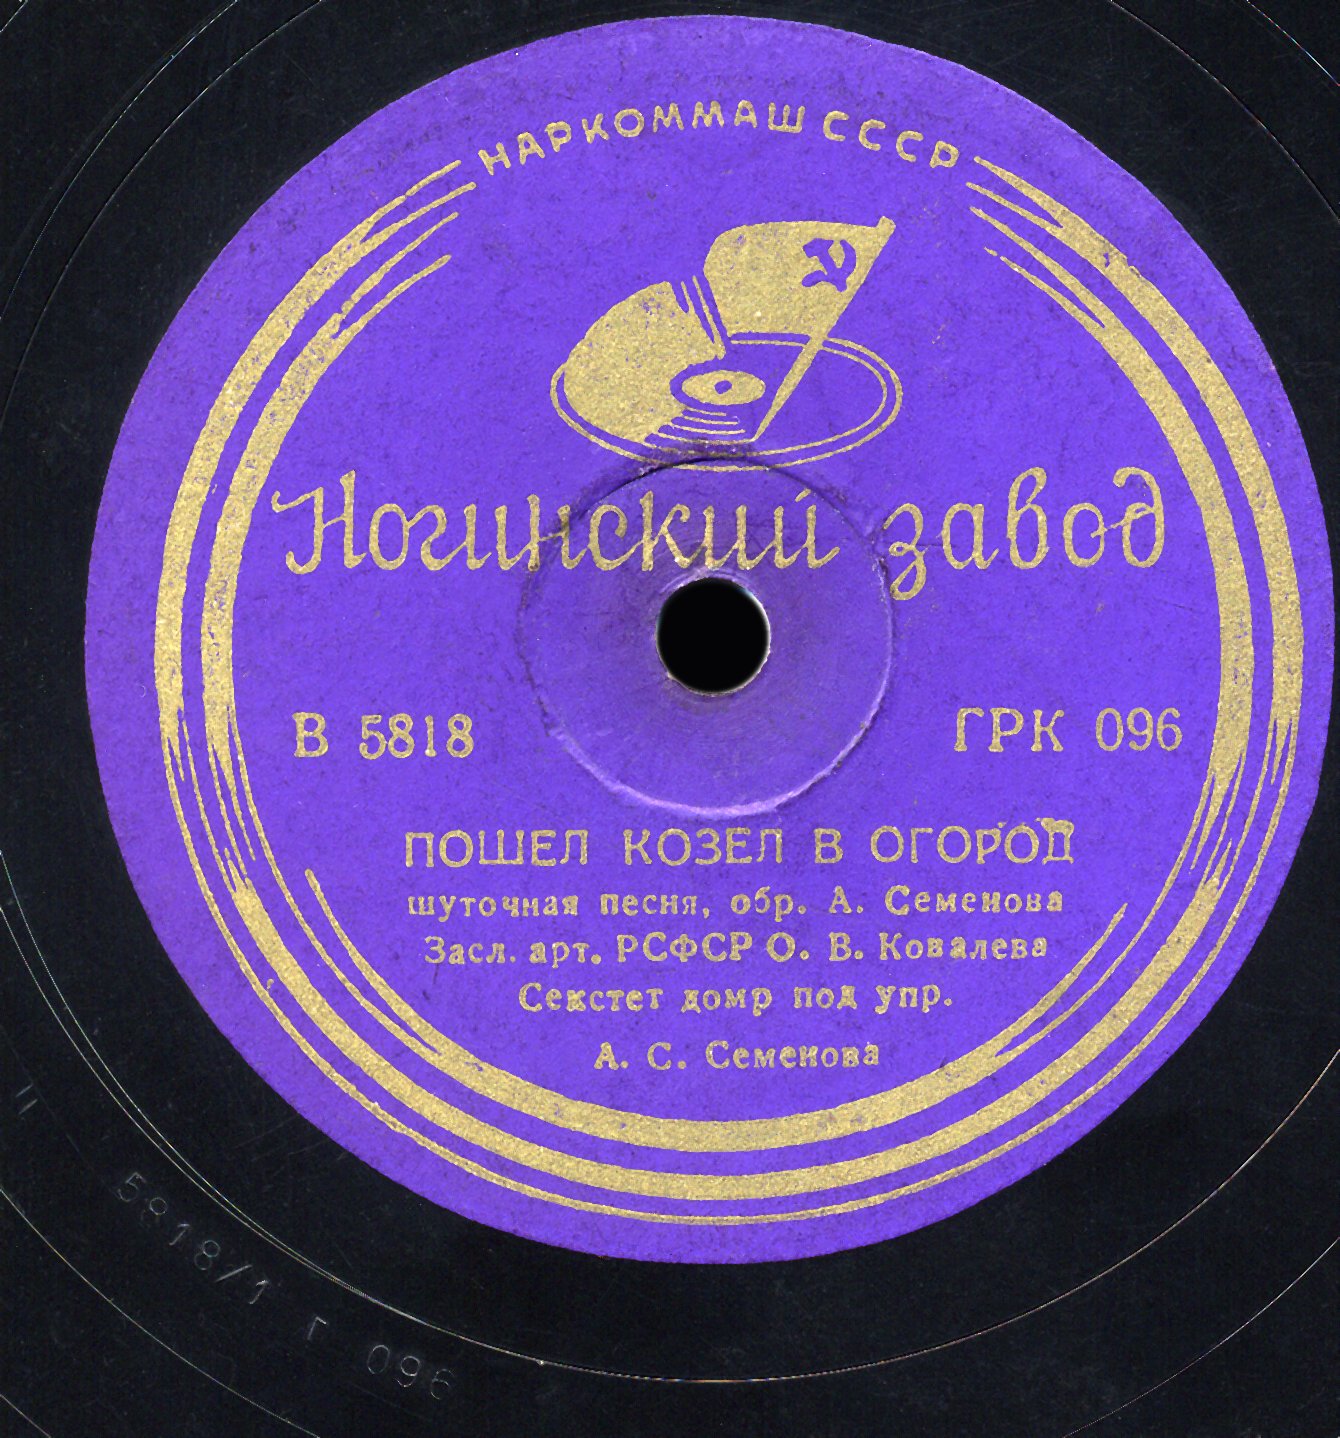 НАРКОММАШ СССР
Ногинский завод
В 5818 ГРК 096
ПОШЕЛ КОЗЕЛ В ОГОРОД
шуточная песня, обр. А. Семенова
Засл. арт. РСФСР О. В. Ковалева
Секстет домр под упр.
А. С. Семенова
5818/1 Г 096